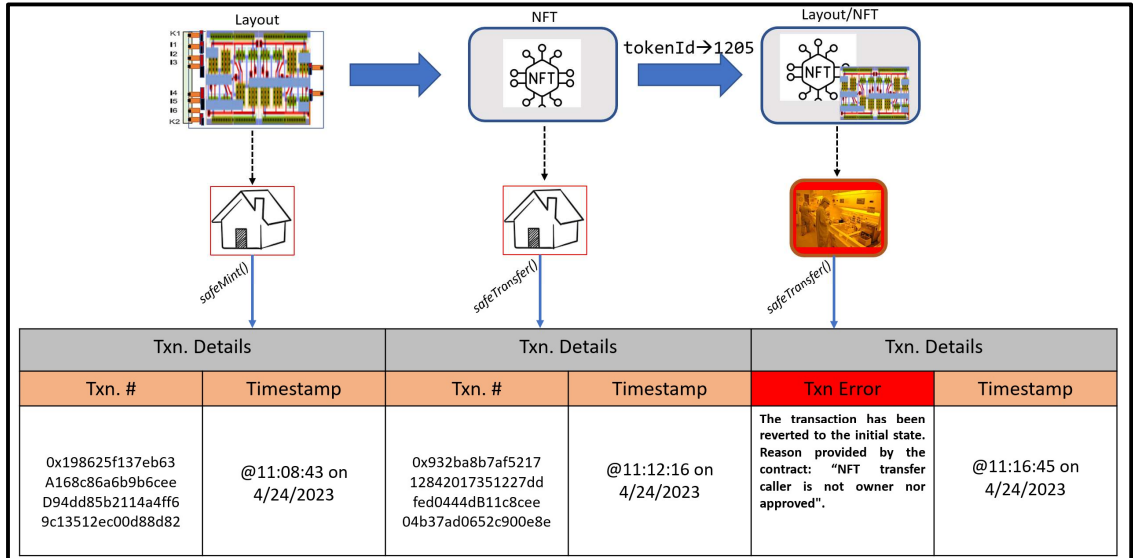 Layout
NFT
Layout/NFT
K1
I1
I2
I3
I4
I5
I6
K2
NFT
tokenId→1205
NFT
safeMint()
safeTransfer()
safeTransfer()
Txn. Details
Txn. Details
Txn. Details
Txn. #
Timestamp
Txn. #
Timestamp
Txn Error
Timestamp
0x198625f137eb63
A168c86a6b9b6cee
D94dd85b2114a4ff6
9c13512ec00d88d82
@11:08:43 on
4/24/2023
0x932ba8b7af5217
12842017351227dd
fed0444dB11c8cee
04b37ad0652c900e8e
@11:12:16 on
4/24/2023
The transaction has been
reverted to the initial state.
Reason provided by the
contract: “NFT transfer
caller is not owner nor
approved".
@11:16:45 on
4/24/2023